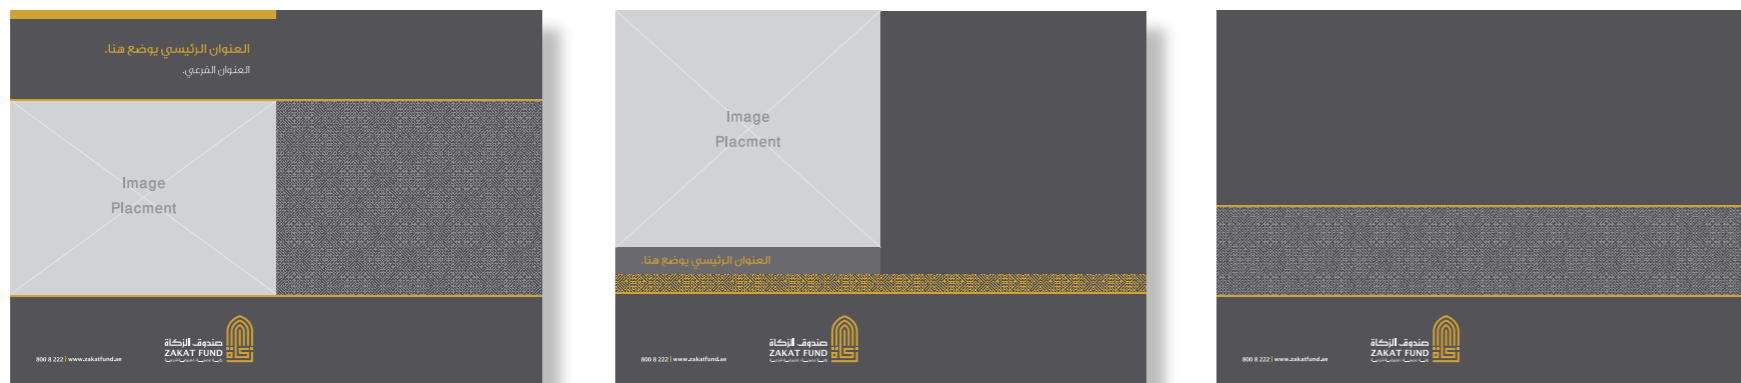 العنوان الرئيسي يوضع هنا.
العنوان الفرعي.
Image
Placment
800 8 222 | www.zakatfund.ae
صندوق الزكاة
ZAKAT FUND
Image
Placment
العنوان الرئيسي يوضع هنا.
800 8 222 | www.zakatfund.ae
صندوق الزكاة
ZAKAT FUND
800 8 222 | www.zakatfund.ae
صندوق الزكاة
ZAKAT FUND